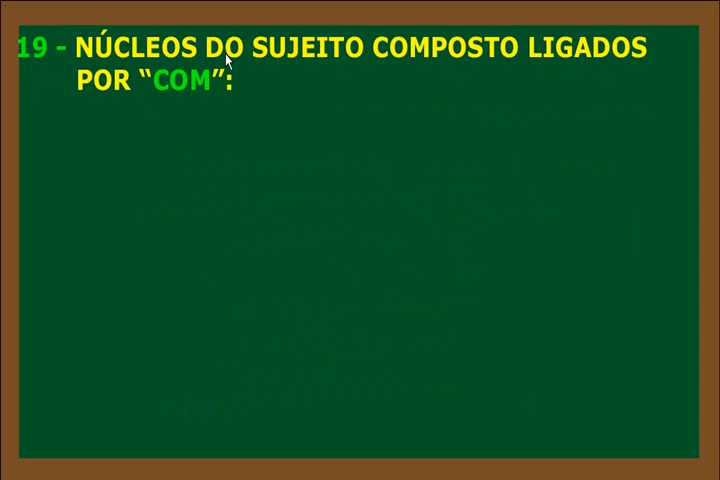 19 - NÚCLEOS DO SUJEITO COMPOSTO LIGADOS
POR “COM”: